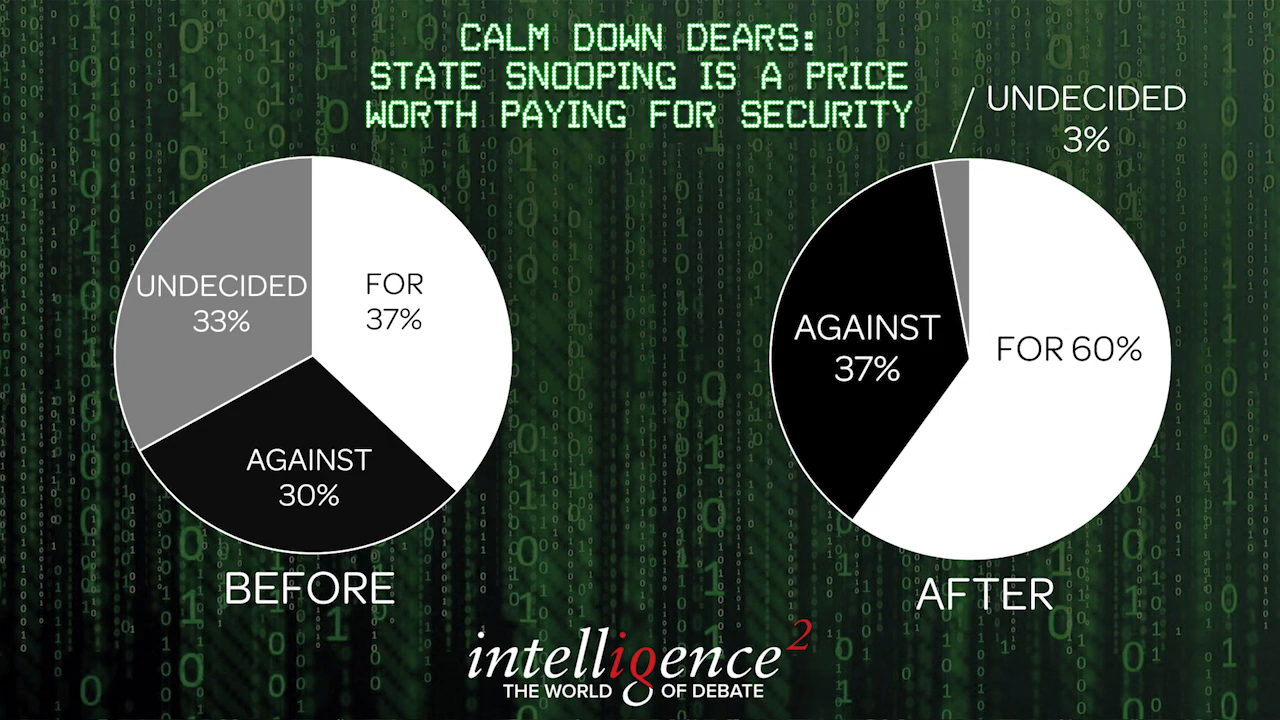 CALM DOWN DEARS:
STATE SNOOPING IS A PRICE
WORTH PAYING FOR SECURITY
UNDECIDED
33%
FOR
37%
AGAINST
30%
BEFORE
UNDECIDED
3%
AGAINST
37%
FOR 60%
AFTER
intelligence2
THE WORLD OF DEBATE